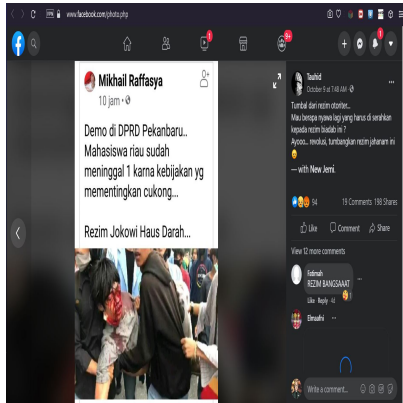 www.facebook.com/photo.php
Mikhail Raffasya
10 jam
Demo di DPRD Pekanbaru..
Mahasiswa riau sudah
meninggal 1 karna kebijakan yg
mementingkan cukong...
Rezim Jokowi Haus Darah...
9+
1
Tauhid
October 9 at 7:48 AM
Tumbal dari rezim otoriter...
Mau berapa nyawa lagi yang harus di serahkan
kepada rezim biadab ini ?
Ayooo... revolusi, tumbangkan rezim jahanam ini
— with New Jemi.
94
19 Comments 198 Shares
Like Comment Share
View 12 more comments
Fatimah
REZIM BANGSAAAT
Like · Reply · 4d
1
Elmaafni
Write a comment...